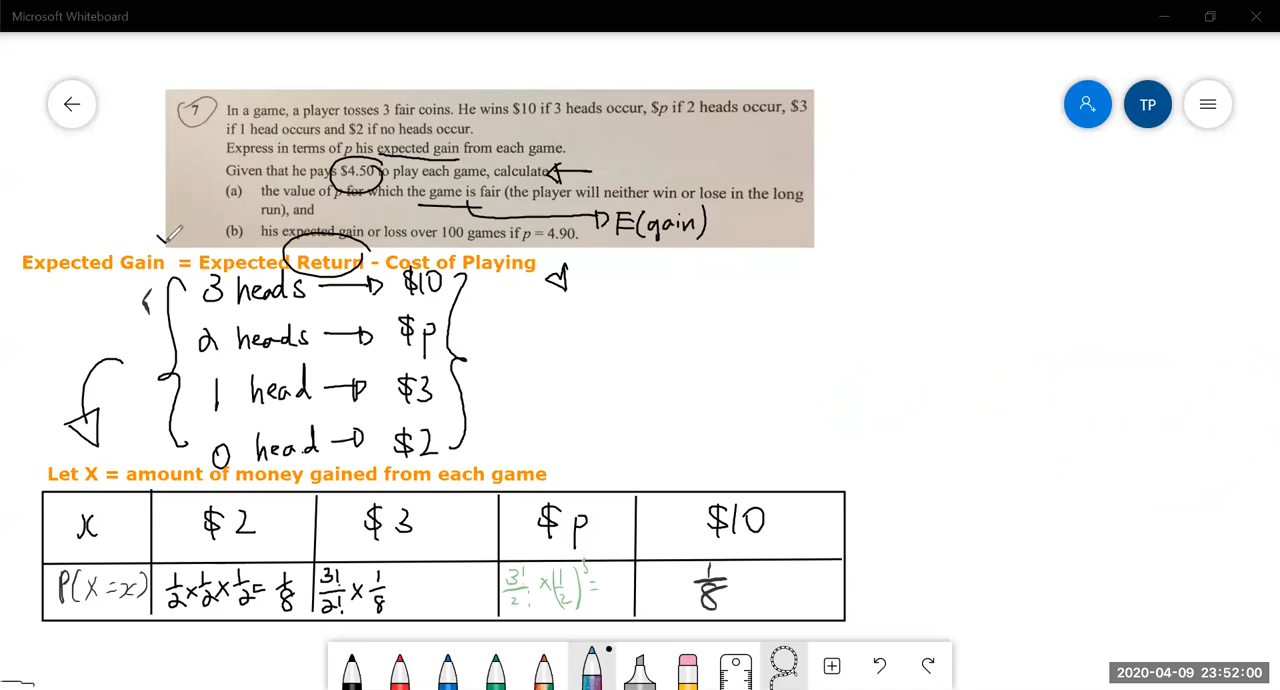 Microsoft Whiteboard
TP
7 In a game, a player tosses 3 fair coins. He wins $10 if 3 heads occur, $p if 2 heads occur, $3
if 1 head occurs and $2 if no heads occur.
Express in terms of p his expected gain from each game.
Given that he pays $4.50 to play each game, calculate
(a) the value of p for which the game is fair (the player will neither win or lose in the long
run), and
E(gain)
(b) his expected gain or loss over 100 games if p = 4.90.
Expected Gain = Expected Return - Cost of Playing
3 heads → $10
2 heads → $p
1 head → $3
0 head → $2
Let X = amount of money gained from each game
x $2 $3 $p $10
P(X=x) 1/2 × 1/2 × 1/2 = 1/8 3!/2! × 1/8 3!/2! × (1/2)³ = 1/8
2020-04-09 23:52:00